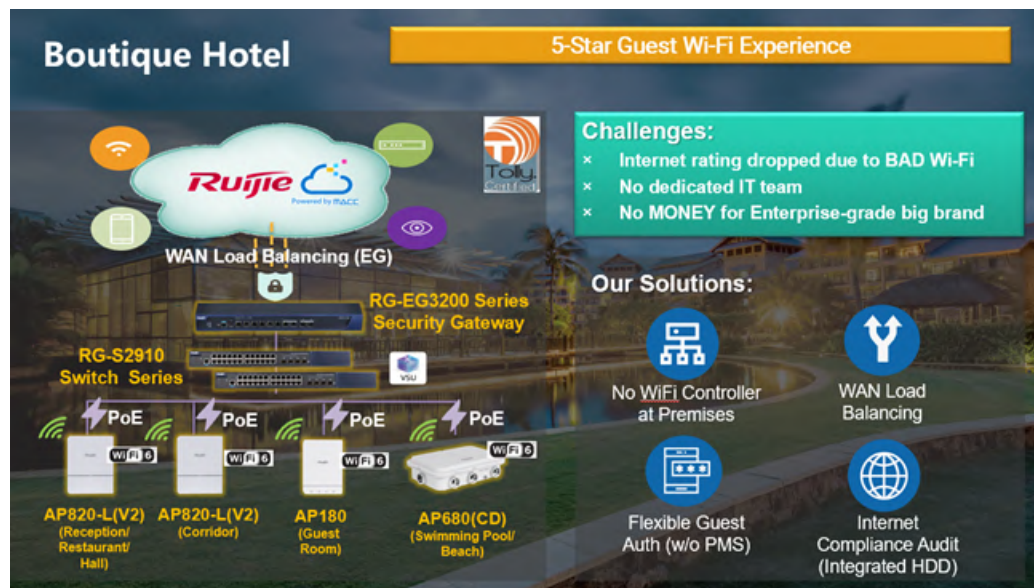 Boutique Hotel
5-Star Guest Wi-Fi Experience
Ruijie
Powered by MACC
Tolly.
Certified
WAN Load Balancing (EG)
RG-EG3200 Series
Security Gateway
RG-S2910
Switch Series
VSU
PoE
PoE
PoE
PoE
Wi Fi 6
Wi Fi 6
Wi Fi 6
Wi Fi 6
AP820-L(V2)
(Reception/
Restaurant/
Hall)
AP820-L(V2)
(Corridor)
AP180
(Guest
Room)
AP680(CD)
(Swimming Pool/
Beach)
Challenges:
× Internet rating dropped due to BAD Wi-Fi
× No dedicated IT team
× No MONEY for Enterprise-grade big brand
Our Solutions:
No WiFi Controller
at Premises
WAN Load
Balancing
Flexible Guest
Auth (w/o PMS)
Internet
Compliance Audit
(Integrated HDD)